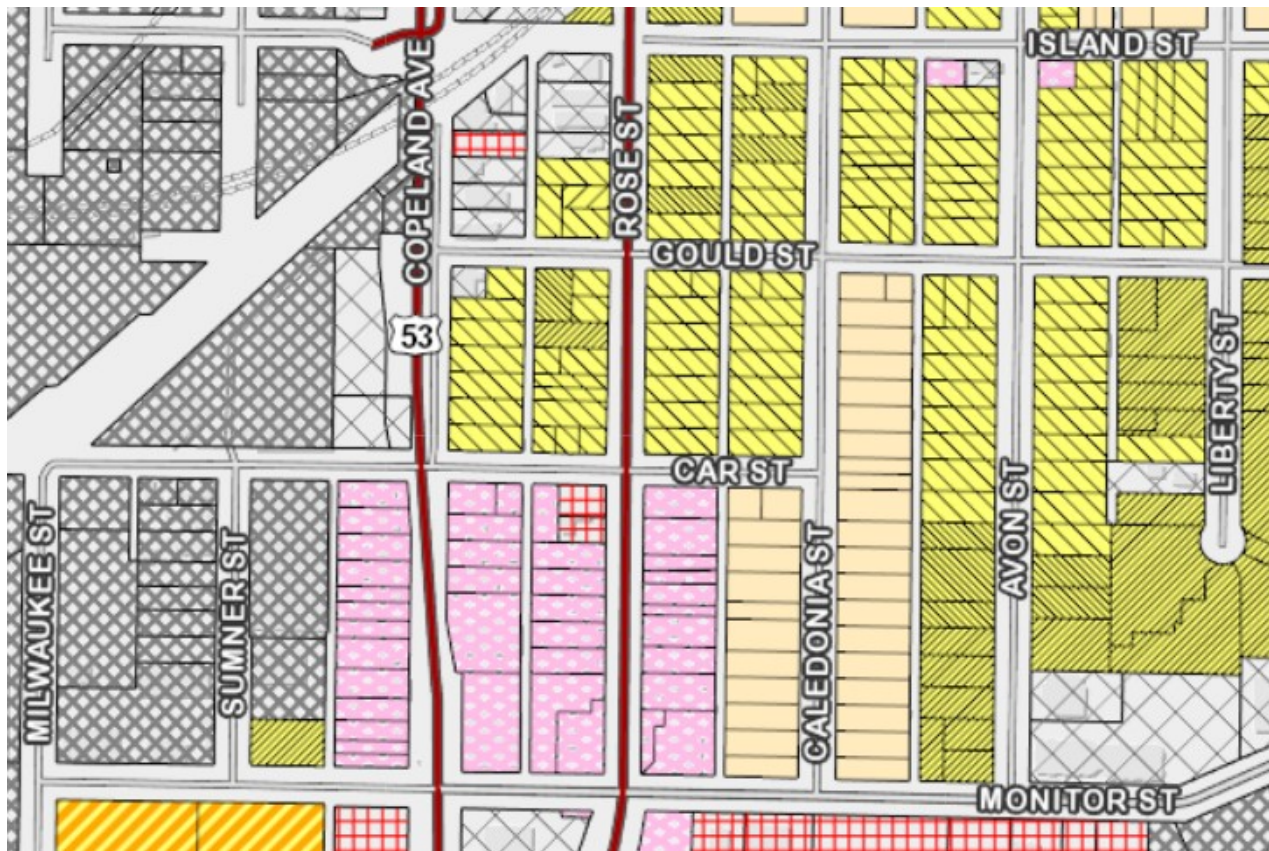 ISLAND ST
COPELAND AVE
ROSE ST
GOULD ST
53
LIBERTY ST
CAR ST
AVON ST
MILWAUKEE ST
SUMNER ST
CALEDONIA ST
MONITOR ST